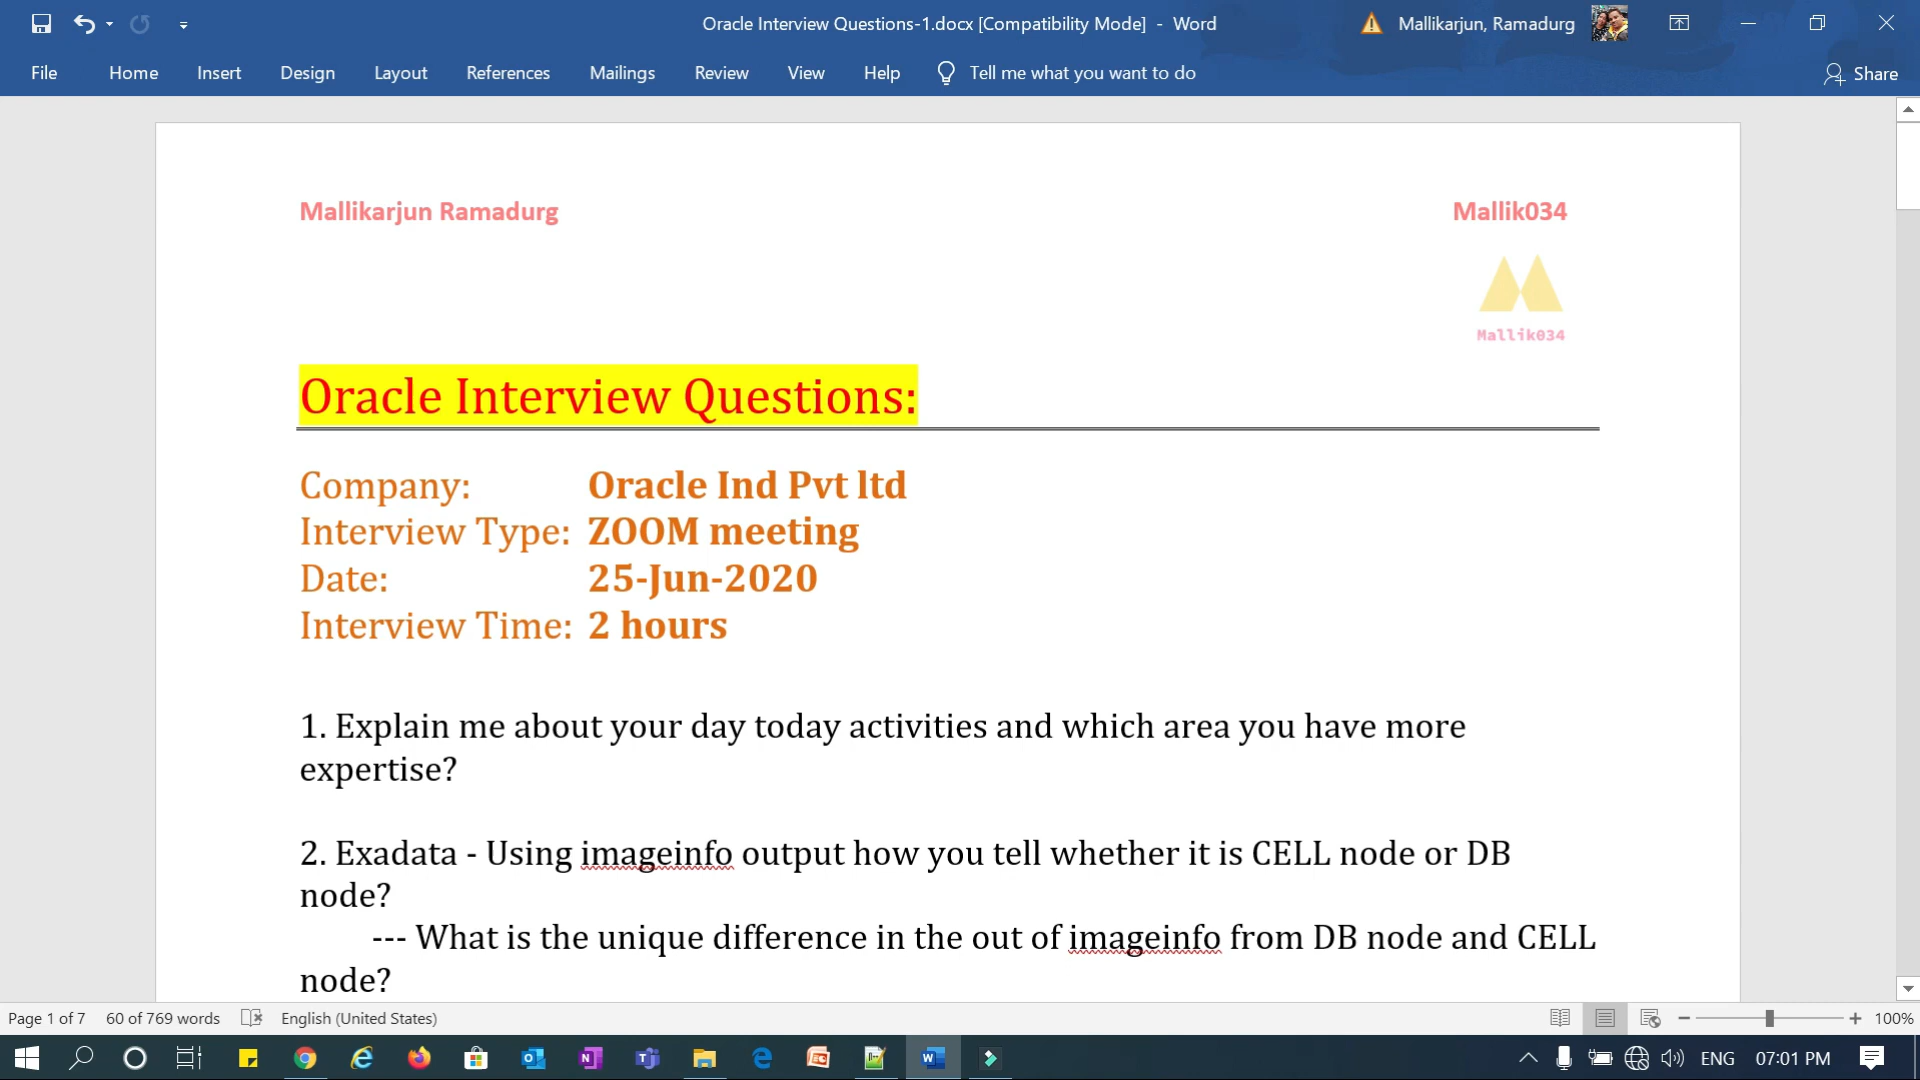 Oracle Interview Questions-1.docx [Compatibility Mode] - Word
Mallikarjun, Ramadurg
File Home Insert Design Layout References Mailings Review View Help Tell me what you want to do Share
Mallikarjun Ramadurg Mallik034
Mallik034
Oracle Interview Questions:
Company: Oracle Ind Pvt ltd
Interview Type: ZOOM meeting
Date: 25-Jun-2020
Interview Time: 2 hours
1. Explain me about your day today activities and which area you have more
expertise?
2. Exadata - Using imageinfo output how you tell whether it is CELL node or DB
node?
--- What is the unique difference in the out of imageinfo from DB node and CELL
node?
Page 1 of 7 60 of 769 words English (United States) 100%
ENG 07:01 PM